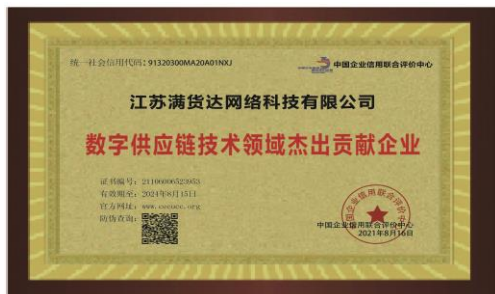 统一社会信用代码：91320300MA20A01NXJ
中国企业信用联合评价中心
江苏满货达网络科技有限公司
数字供应链技术领域杰出贡献企业
证书编号：21100000523953
有效期至：2024年8月15日
官方网址：www.cecucc.org
防伪查询：
中国企业信用联合评价中心
2021年8月16日